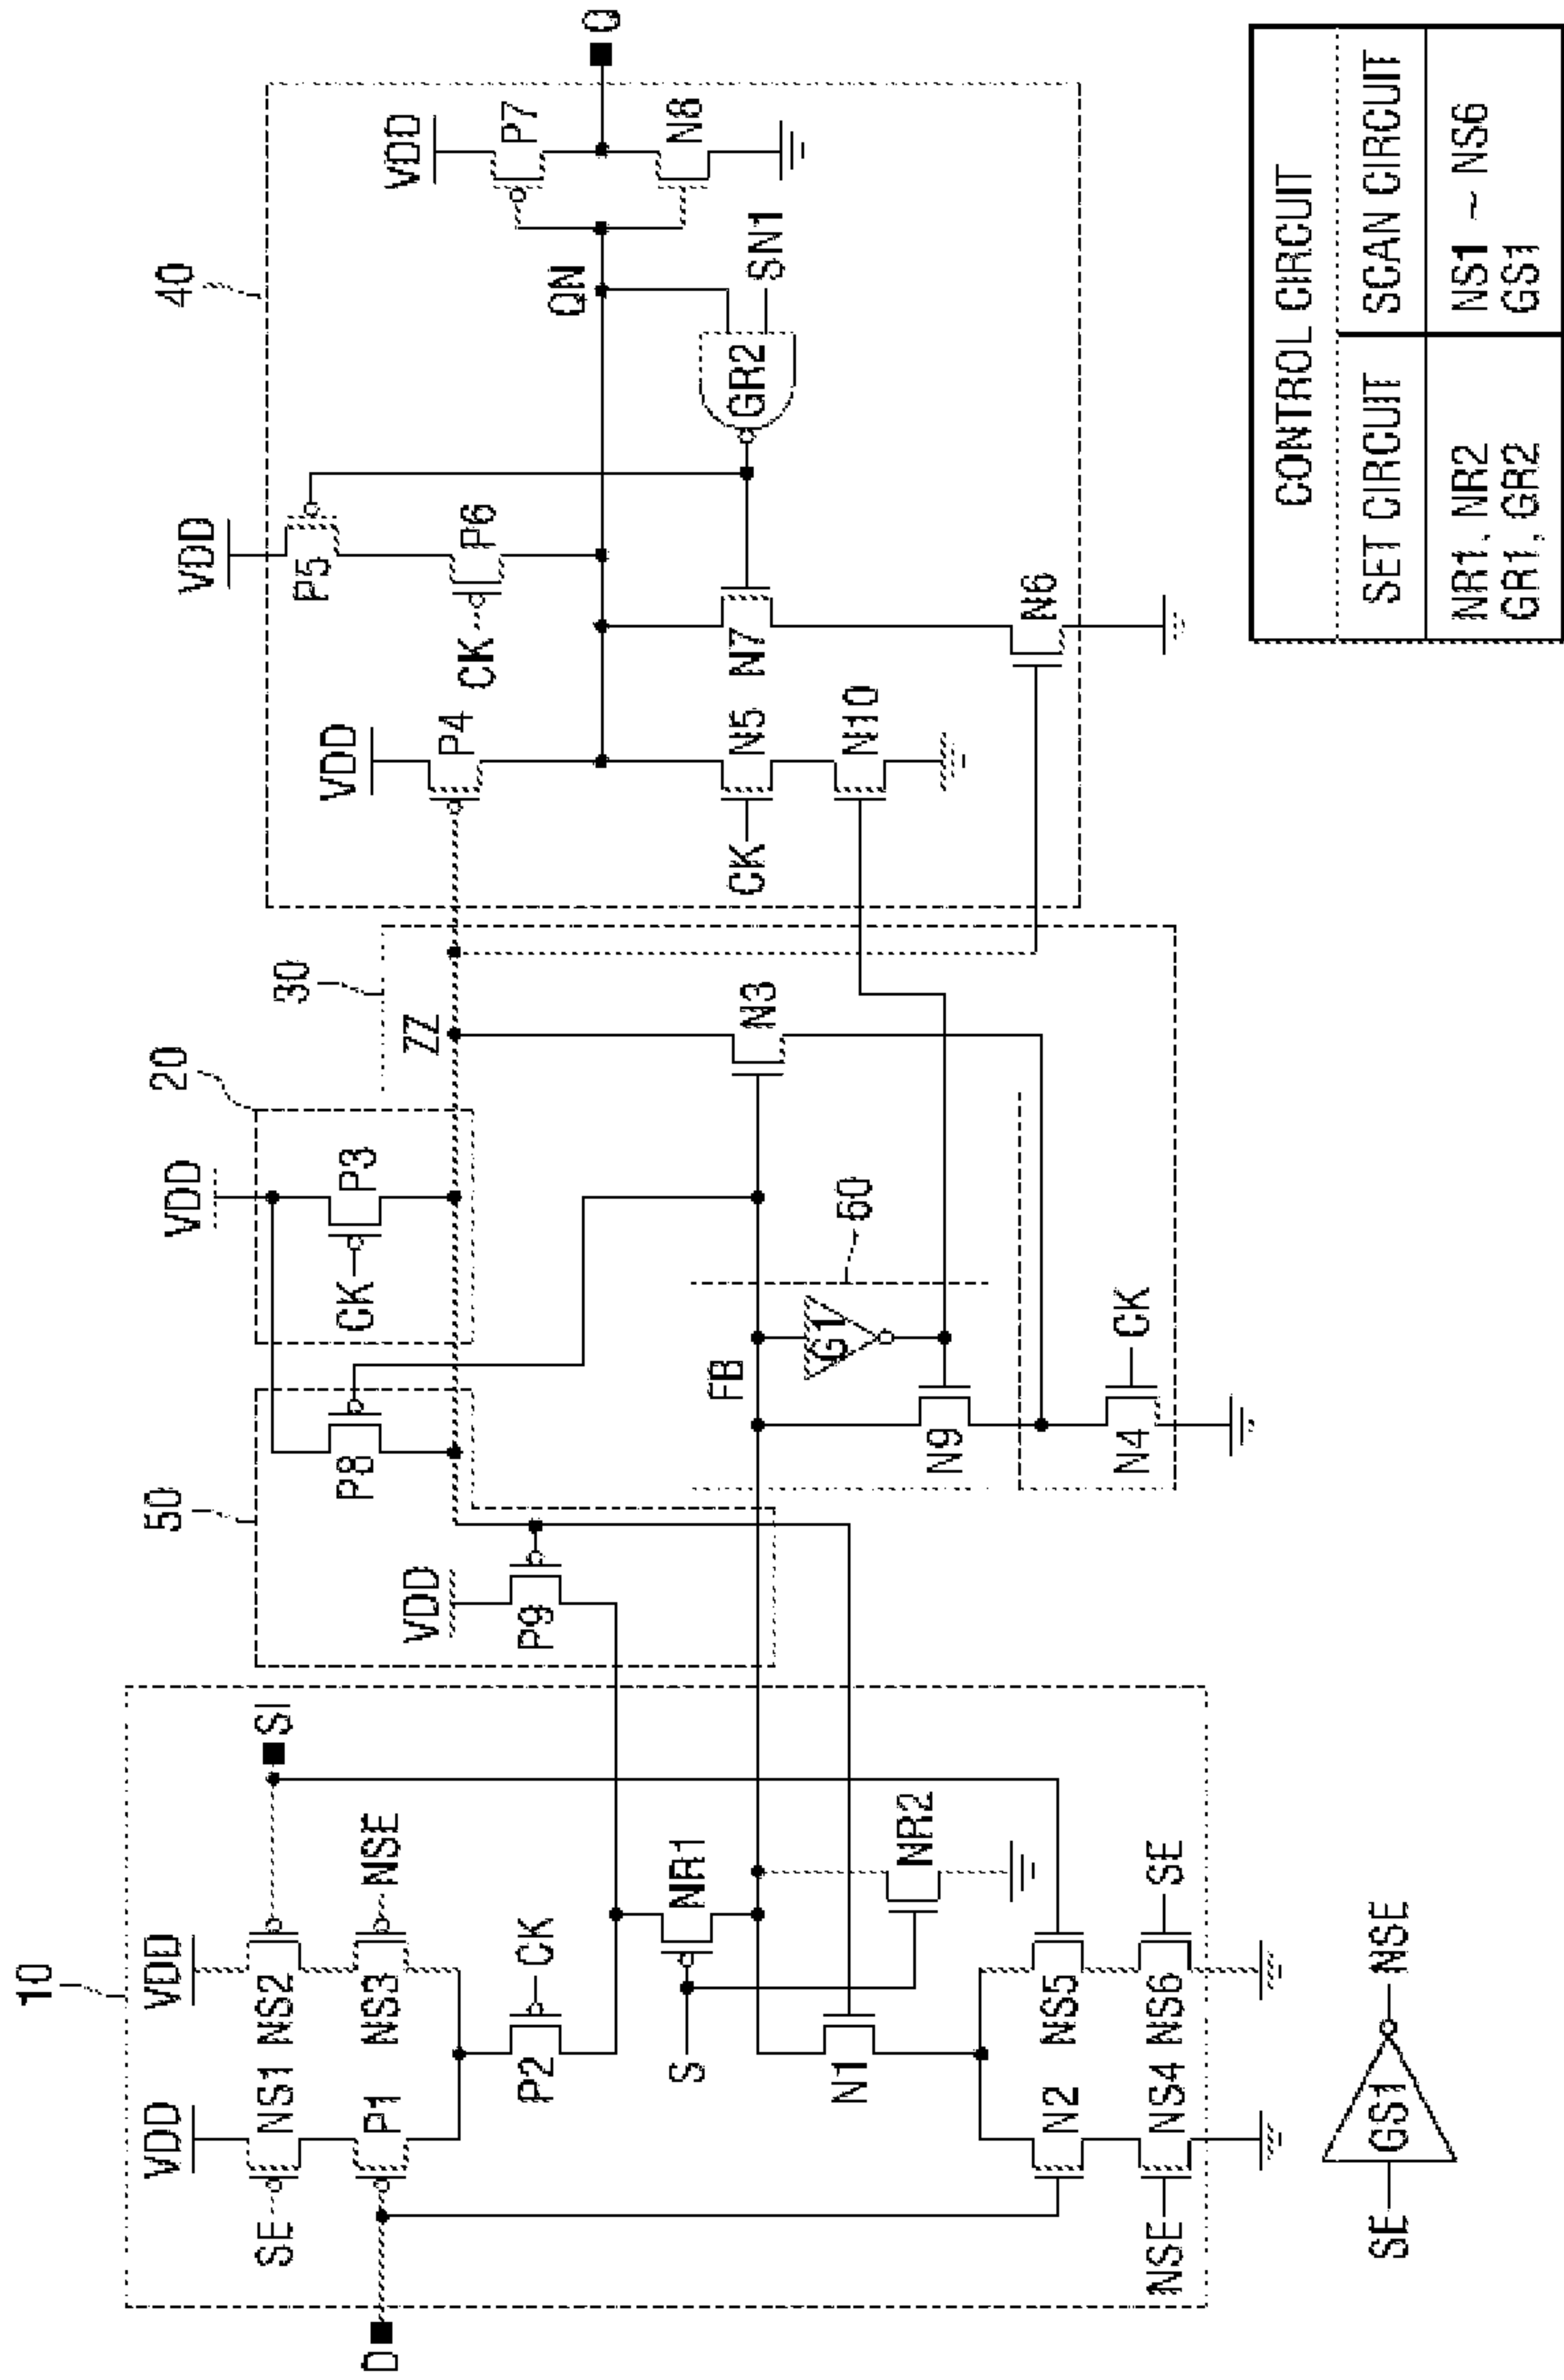 10
VDD
VDD
SE
NS1
NS2
SI
D
P1
NS3
NSE
P2
CK
S
NR1
N1
NR2
N2
NS5
NSE
NS4
NS6
SE
SE
GS1
NSE
50
VDD
P9
P8
20
VDD
CK
P3
30
ZZ
FB
G1
60
N3
N9
N4
CK
40
VDD
P4
VDD
P5
CK
P6
QN
VDD
P7
Q
N8
CK
N5
N10
N7
GR2
SN1
N6
CONTROL CIRCUIT
SET CIRCUIT
SCAN CIRCUIT
NR1, NR2
GR1, GR2
NS1 ~ NS6
GS1